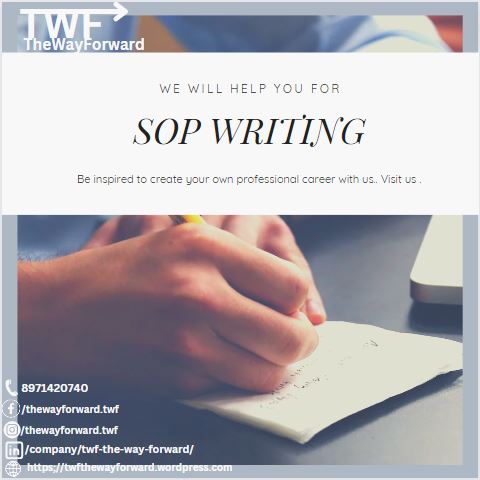 TWF
TheWayForward
WE WILL HELP YOU FOR
SOP WRITING
Be inspired to create your own professional career with us.. Visit us .
8971420740
/thewayforward.twf
/thewayforward.twf
/company/twf-the-way-forward/
https://twfthewayforward.wordpress.com